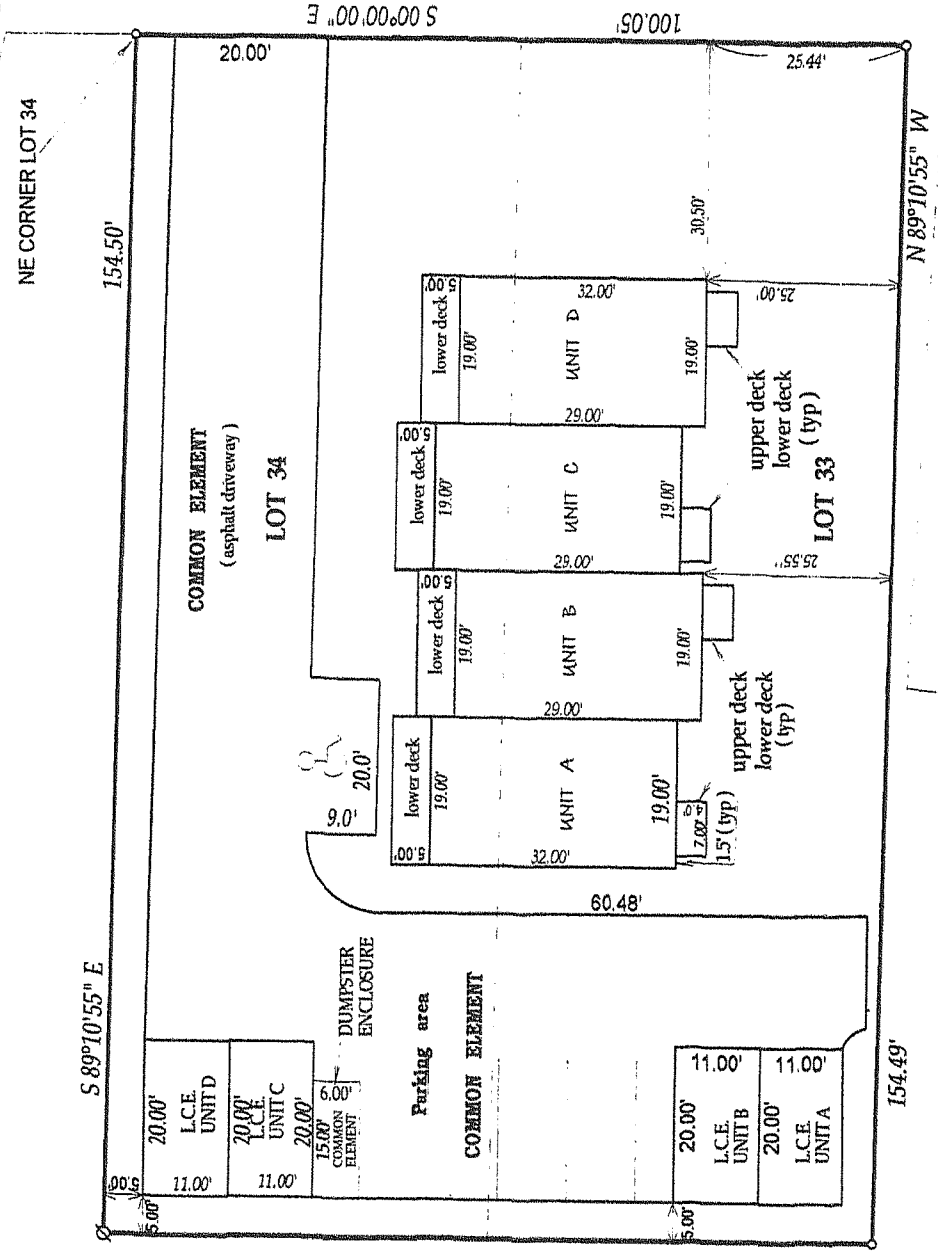 NE CORNER LOT 34
S 00°00'00" E
100.05'
154.50'
S 89°10'55" E
20.00'
25.44'
N 89°10'55" W
COMMON ELEMENT
(asphalt driveway)
LOT 34
30.50'
25.00'
lower deck
5.00'
19.00'
32.00'
UNIT D
19.00'
29.00'
lower deck
5.00'
19.00'
UNIT C
19.00'
29.00'
lower deck
5.00'
19.00'
UNIT B
19.00'
29.00'
lower deck
5.00'
19.00'
UNIT A
19.00'
32.00'
upper deck
lower deck
(typ)
LOT 33
25.55''
upper deck
lower deck
(typ)
7.00'
4.0'
1.5' (typ)
9.0'
20.0'
60.48'
DUMPSTER
ENCLOSURE
Parking area
COMMON ELEMENT
5.00'
5.00'
20.00'
L.C.E.
UNIT D
11.00'
20.00'
L.C.E.
UNIT C
11.00'
20.00'
15.00'
COMMON
ELEMENT
6.00'
5.00'
20.00'
L.C.E.
UNIT B
11.00'
20.00'
L.C.E.
UNIT A
11.00'
154.49'